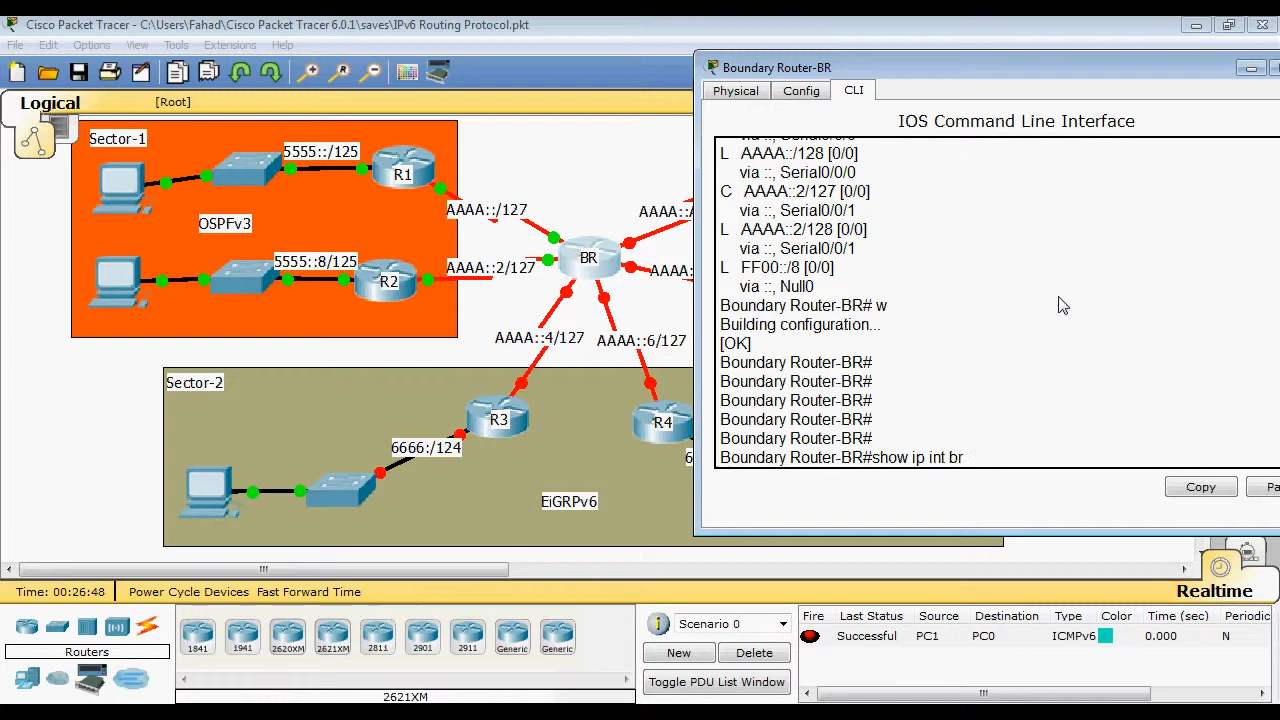 Cisco Packet Tracer - C:\Users\Fahad\Cisco Packet Tracer 6.0.1\saves\IPv6 Routing Protocol.pkt
File Edit Options View Tools Extensions Help
Logical
[Root]
Sector-1
5555::/125
R1
OSPFv3
AAAA::/127
5555::8/125
R2
AAAA::2/127
BR
AAAA::4/127
AAAA::6/127
Sector-2
R3
R4
6666:/124
EiGRPv6
Boundary Router-BR
Physical Config CLI
IOS Command Line Interface
L AAAA::/128 [0/0]
via ::, Serial0/0/0
C AAAA::2/127 [0/0]
via ::, Serial0/0/1
L AAAA::2/128 [0/0]
via ::, Serial0/0/1
L FF00::/8 [0/0]
via ::, Null0
Boundary Router-BR# w
Building configuration...
[OK]
Boundary Router-BR#
Boundary Router-BR#
Boundary Router-BR#
Boundary Router-BR#
Boundary Router-BR#
Boundary Router-BR#show ip int br
Copy
Realtime
Time: 00:26:48 Power Cycle Devices Fast Forward Time
Routers
1841 1941 2620XM 2621XM 2811 2901 2911 Generic Generic
2621XM
Scenario 0
New Delete
Toggle PDU List Window
Fire Last Status Source Destination Type Color Time (sec) Periodic
Successful PC1 PC0 ICMPv6 0.000 N